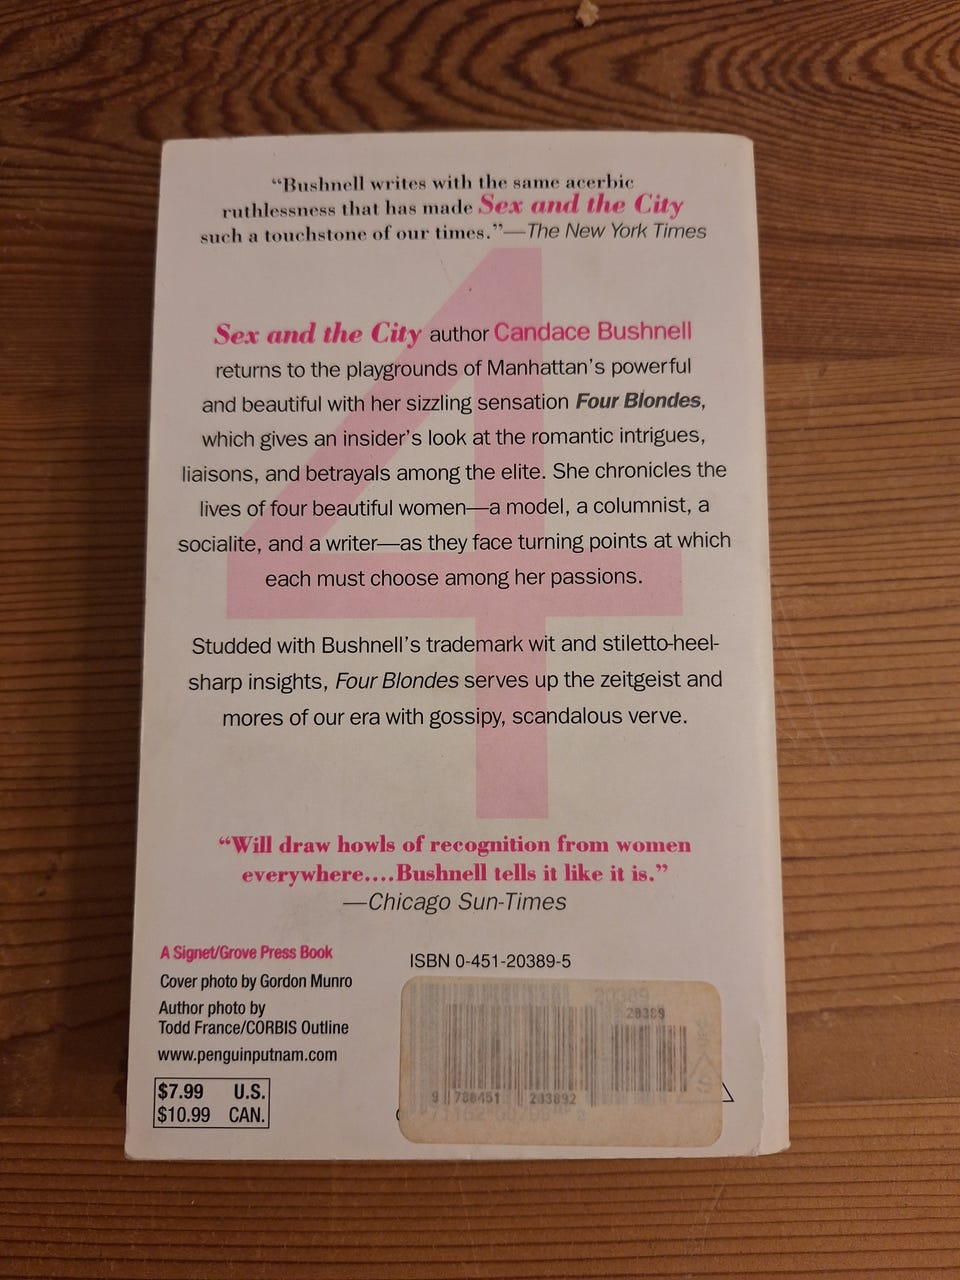 “Bushnell writes with the same acerbic
ruthlessness that has made Sex and the City
such a touchstone of our times.”—The New York Times
4
Sex and the City author Candace Bushnell
returns to the playgrounds of Manhattan’s powerful
and beautiful with her sizzling sensation Four Blondes,
which gives an insider’s look at the romantic intrigues,
liaisons, and betrayals among the elite. She chronicles the
lives of four beautiful women—a model, a columnist, a
socialite, and a writer—as they face turning points at which
each must choose among her passions.
Studded with Bushnell’s trademark wit and stiletto-heel-
sharp insights, Four Blondes serves up the zeitgeist and
mores of our era with gossipy, scandalous verve.
“Will draw howls of recognition from women
everywhere....Bushnell tells it like it is.”
—Chicago Sun-Times
A Signet/Grove Press Book
Cover photo by Gordon Munro
Author photo by
Todd France/CORBIS Outline
www.penguinputnam.com
$7.99 U.S.
$10.99 CAN.
ISBN 0-451-20389-5
20389
20389
9 780451 203892